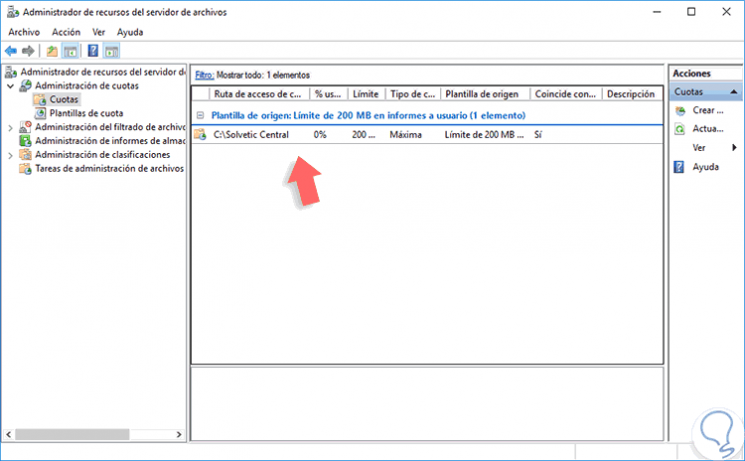 Administrador de recursos del servidor de archivos
Archivo Acción Ver Ayuda
Administrador de recursos del servidor de
Administración de cuotas
Cuotas
Plantillas de cuota
Administración del filtrado de archivo
Administración de informes de almac
Administración de clasificaciones
Tareas de administración de archivos
Filtro: Mostrar todo: 1 elementos
Ruta de acceso de c... % us... Límite Tipo de c... Plantilla de origen Coincide con... Descripción
Plantilla de origen: Límite de 200 MB en informes a usuario (1 elemento)
C:\Solvetic Central 0% 200 ... Máxima Límite de 200 MB ... Sí
Acciones
Cuotas
Crear ...
Actua...
Ver
Ayuda